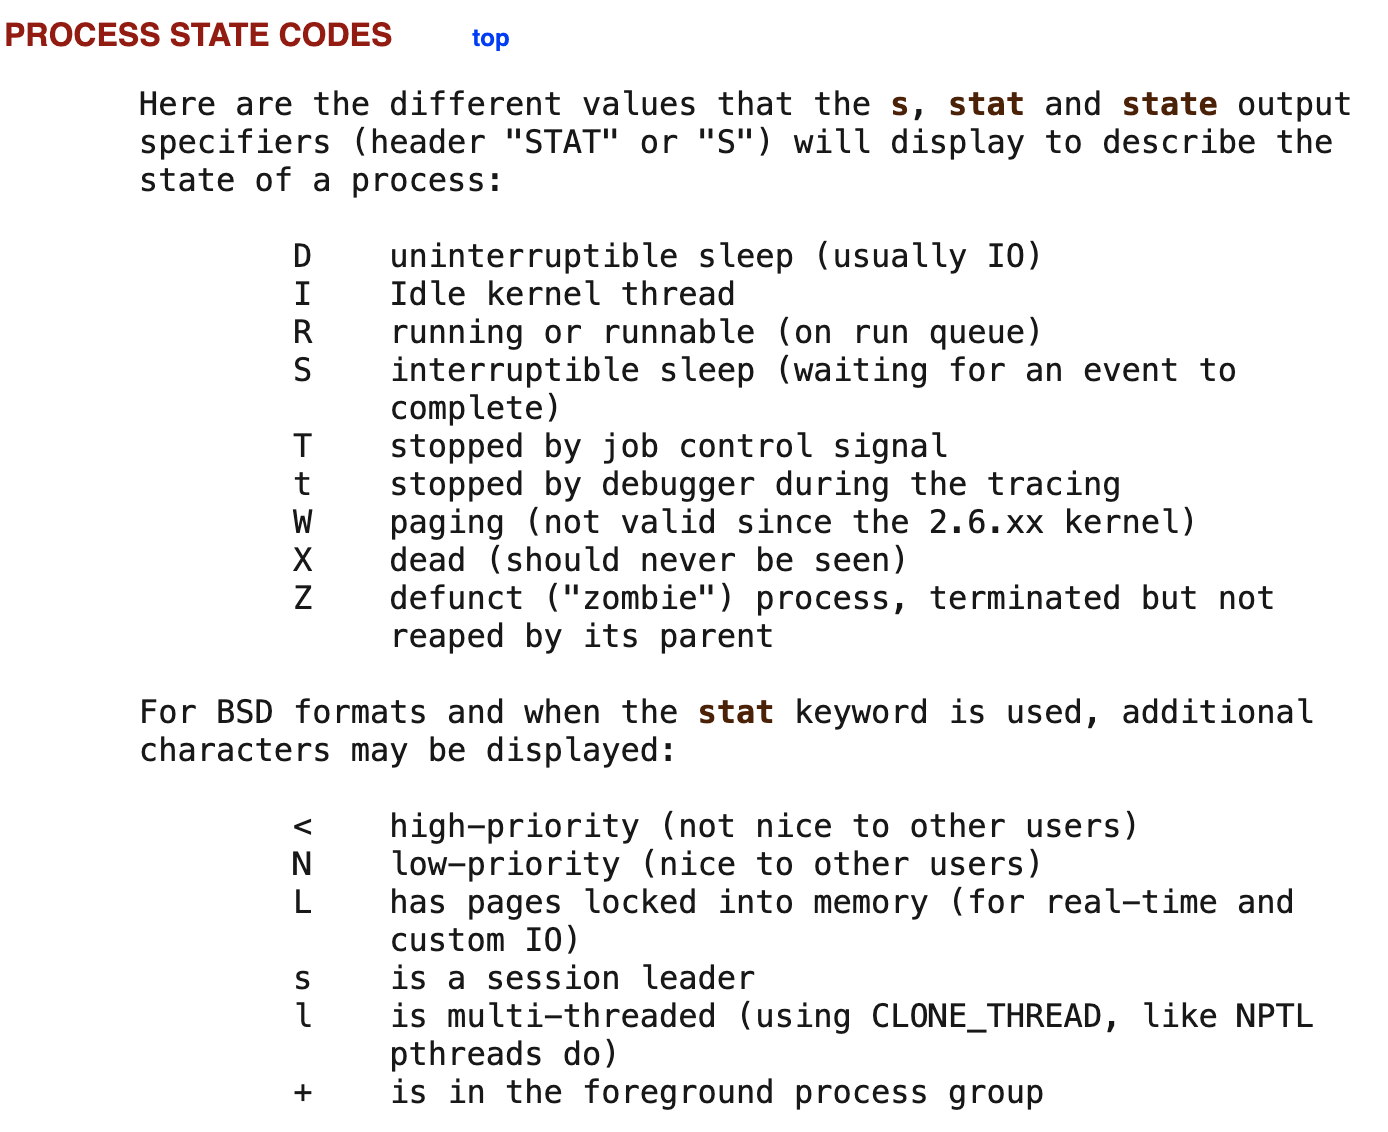 PROCESS STATE CODES top
Here are the different values that the s, stat and state output
specifiers (header "STAT" or "S") will display to describe the
state of a process:
D uninterruptible sleep (usually IO)
I Idle kernel thread
R running or runnable (on run queue)
S interruptible sleep (waiting for an event to
complete)
T stopped by job control signal
t stopped by debugger during the tracing
W paging (not valid since the 2.6.xx kernel)
X dead (should never be seen)
Z defunct ("zombie") process, terminated but not
reaped by its parent
For BSD formats and when the stat keyword is used, additional
characters may be displayed:
< high-priority (not nice to other users)
N low-priority (nice to other users)
L has pages locked into memory (for real-time and
custom IO)
s is a session leader
l is multi-threaded (using CLONE_THREAD, like NPTL
pthreads do)
+ is in the foreground process group